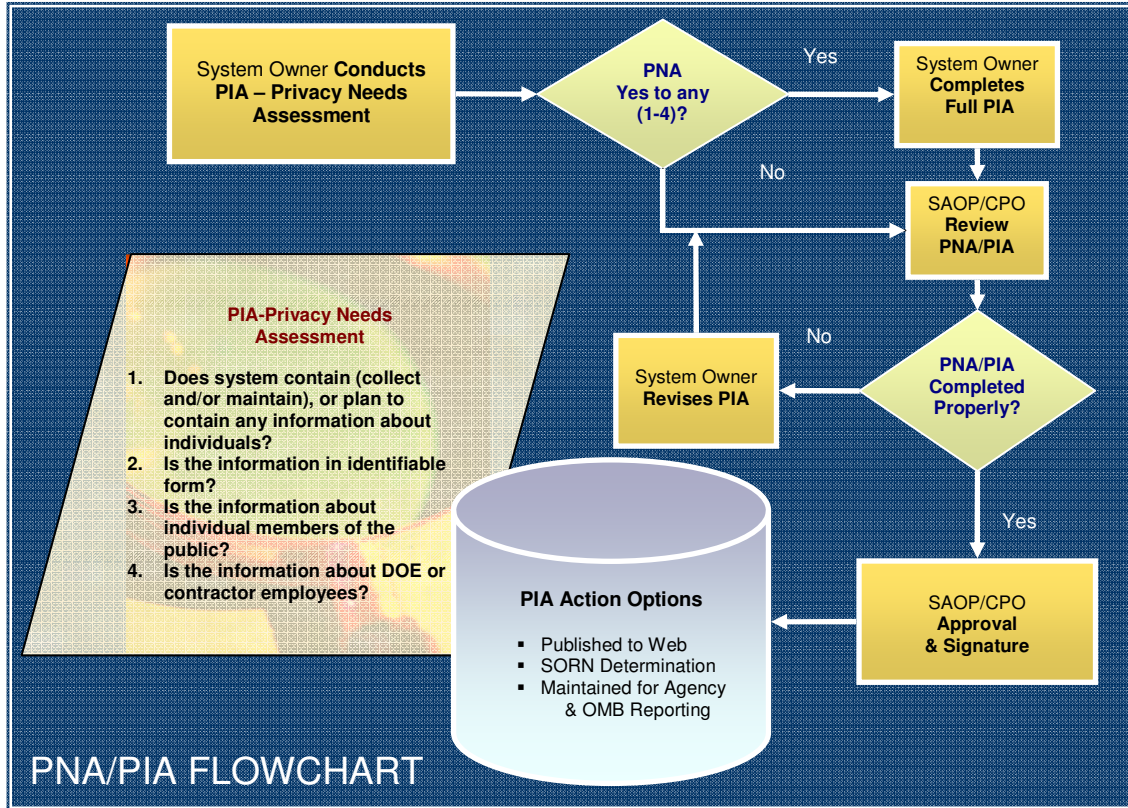 System Owner Conducts
PIA – Privacy Needs
Assessment
PNA
Yes to any
(1-4)?
Yes
System Owner
Completes
Full PIA
No
SAOP/CPO
Review
PNA/PIA
PIA-Privacy Needs
Assessment
1. Does system contain (collect
and/or maintain), or plan to
contain any information about
individuals?
2. Is the information in identifiable
form?
3. Is the information about
individual members of the
public?
4. Is the information about DOE or
contractor employees?
No
System Owner
Revises PIA
PNA/PIA
Completed
Properly?
Yes
PIA Action Options
▪ Published to Web
▪ SORN Determination
▪ Maintained for Agency
& OMB Reporting
SAOP/CPO
Approval
& Signature
PNA/PIA FLOWCHART